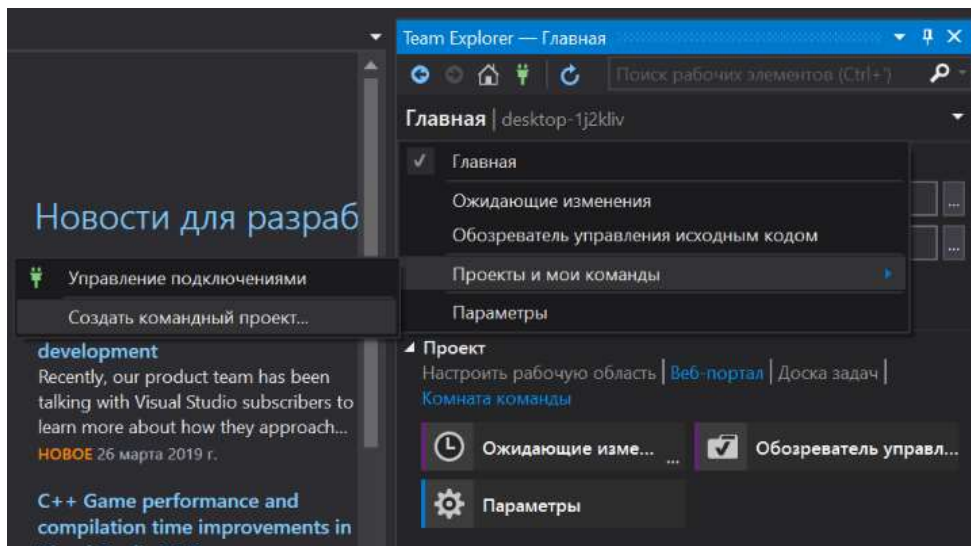 Team Explorer — Главная
Поиск рабочих элементов (Ctrl+')
Главная | desktop-1j2kliv
Главная
Ожидающие изменения
Обозреватель управления исходным кодом
Проекты и мои команды
Параметры
Управление подключениями
Создать командный проект...
Новости для разраб
development
Recently, our product team has been
talking with Visual Studio subscribers to
learn more about how they approach...
НОВОЕ 26 марта 2019 г.
C++ Game performance and
compilation time improvements in
Проект
Настроить рабочую область | Веб-портал | Доска задач |
Комната команды
Ожидающие изме... ...
Обозреватель управл...
Параметры